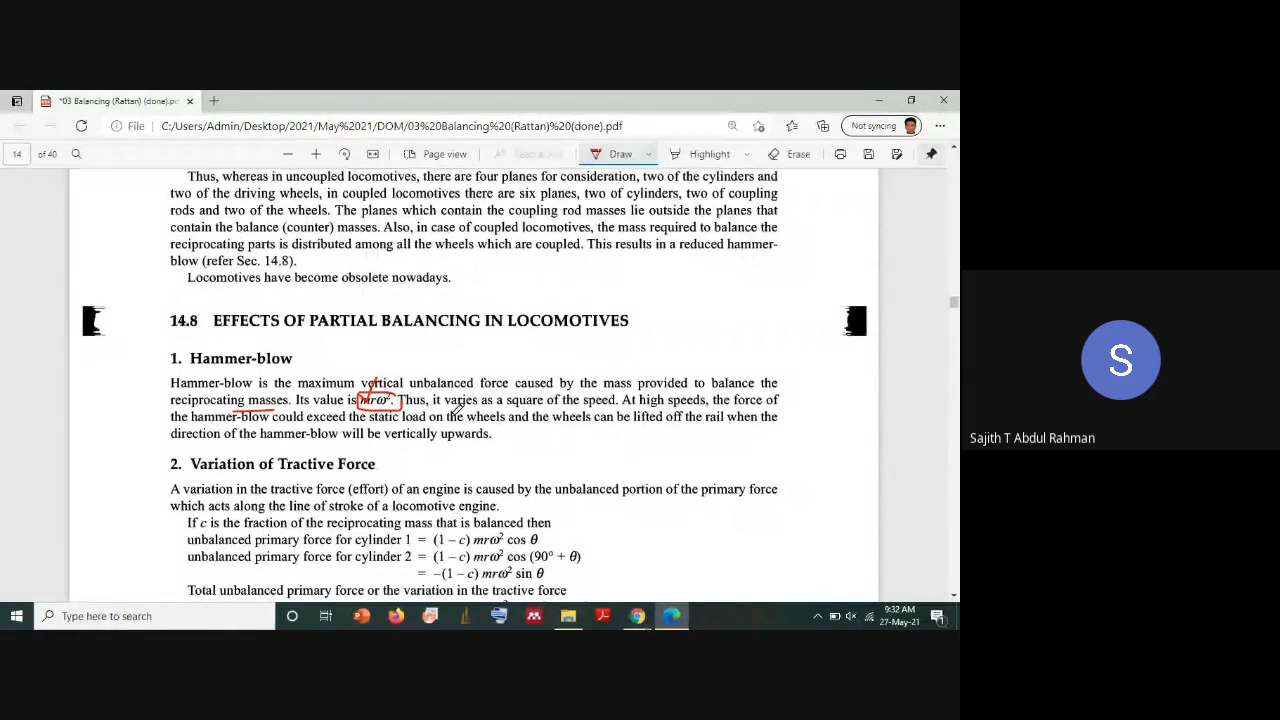 *03 Balancing (Rattan) (done).pd
File
C:/Users/Admin/Desktop/2021/May%2021/DOM/03%20Balancing%20(Rattan)%20(done).pdf
Not syncing
14 of 40
Page view
Draw
Highlight
Erase
Thus, whereas in uncoupled locomotives, there are four planes for consideration, two of the cylinders and
two of the driving wheels, in coupled locomotives there are six planes, two of cylinders, two of coupling
rods and two of the wheels. The planes which contain the coupling rod masses lie outside the planes that
contain the balance (counter) masses. Also, in case of coupled locomotives, the mass required to balance the
reciprocating parts is distributed among all the wheels which are coupled. This results in a reduced hammer-
blow (refer Sec. 14.8).
Locomotives have become obsolete nowadays.
14.8 EFFECTS OF PARTIAL BALANCING IN LOCOMOTIVES
1. Hammer-blow
Hammer-blow is the maximum vertical unbalanced force caused by the mass provided to balance the
reciprocating masses. Its value is mrω². Thus, it varies as a square of the speed. At high speeds, the force of
the hammer-blow could exceed the static load on the wheels and the wheels can be lifted off the rail when the
direction of the hammer-blow will be vertically upwards.
2. Variation of Tractive Force
A variation in the tractive force (effort) of an engine is caused by the unbalanced portion of the primary force
which acts along the line of stroke of a locomotive engine.
If c is the fraction of the reciprocating mass that is balanced then
unbalanced primary force for cylinder 1 = (1 – c) mrω² cos θ
unbalanced primary force for cylinder 2 = (1 – c) mrω² cos (90° + θ)
= –(1 – c) mrω² sin θ
Total unbalanced primary force or the variation in the tractive force
Type here to search
9:32 AM
27-May-21
S
Sajith T Abdul Rahman